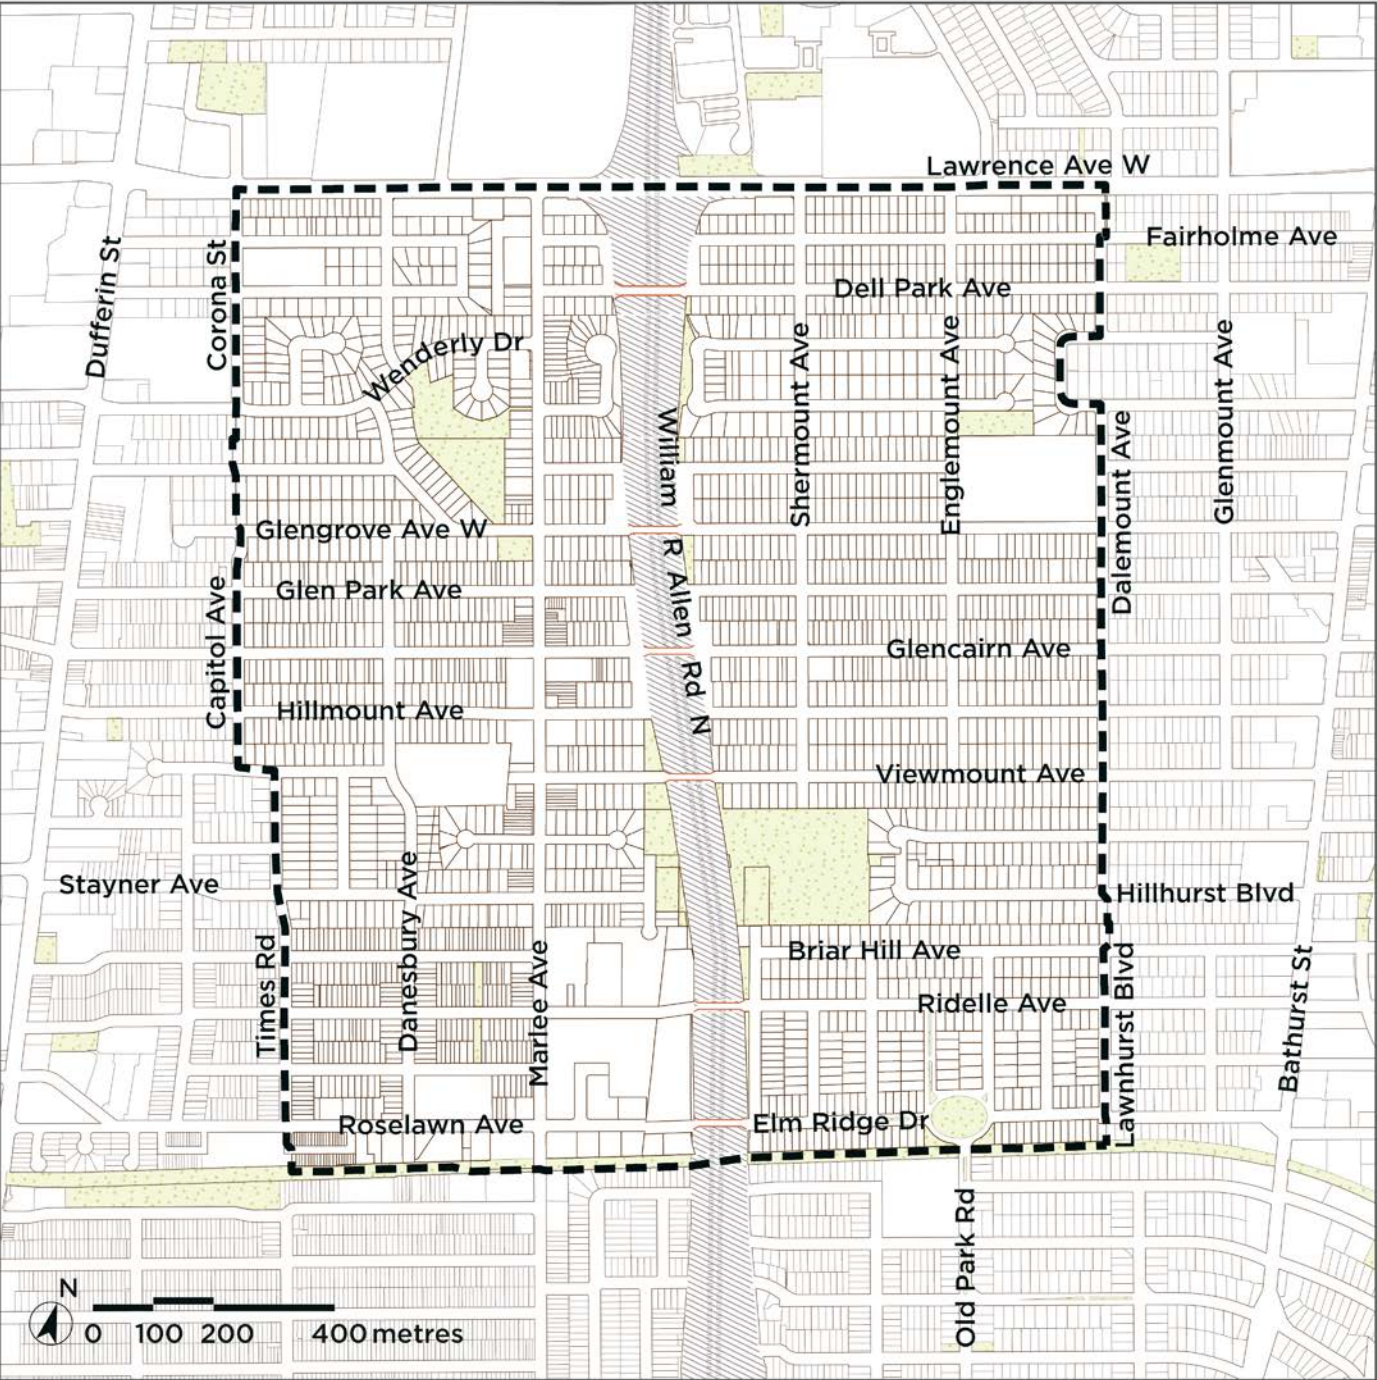 Lawrence Ave W
Fairholme Ave
Dufferin St
Corona St
Dell Park Ave
Wenderly Dr
Shermount Ave
Englemount Ave
Glenmount Ave
William R Allen Rd N
Dalemount Ave
Glengrove Ave W
Glen Park Ave
Capitol Ave
Glencairn Ave
Hillmount Ave
Viewmount Ave
Stayner Ave
Danesbury Ave
Hillhurst Blvd
Times Rd
Marlee Ave
Briar Hill Ave
Ridelle Ave
Lawnhurst Blvd
Bathurst St
Roselawn Ave
Elm Ridge Dr
Old Park Rd
N
0 100 200 400 metres